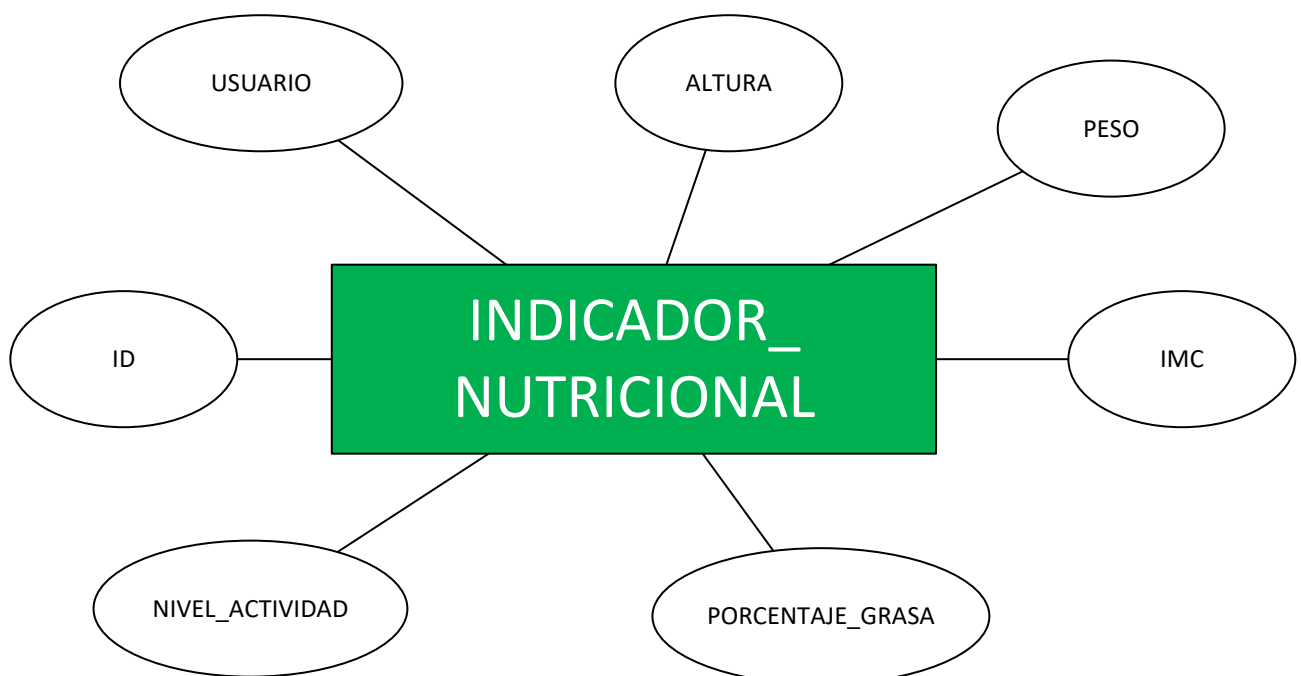 USUARIO
ALTURA
PESO
INDICADOR_
NUTRICIONAL
ID
IMC
NIVEL_ACTIVIDAD
PORCENTAJE_GRASA